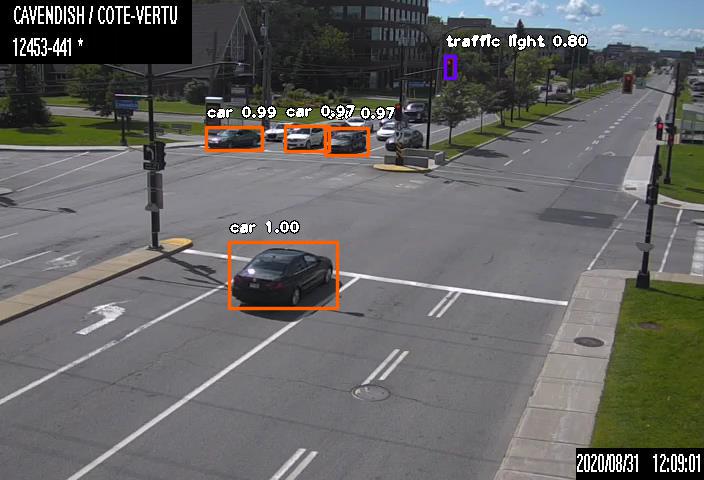 CAVENDISH / COTE-VERTU
12453-441 *
traffic light 0.80
car 0.99
car 0.97
0.97
car 1.00
2020/08/31 12:09:01